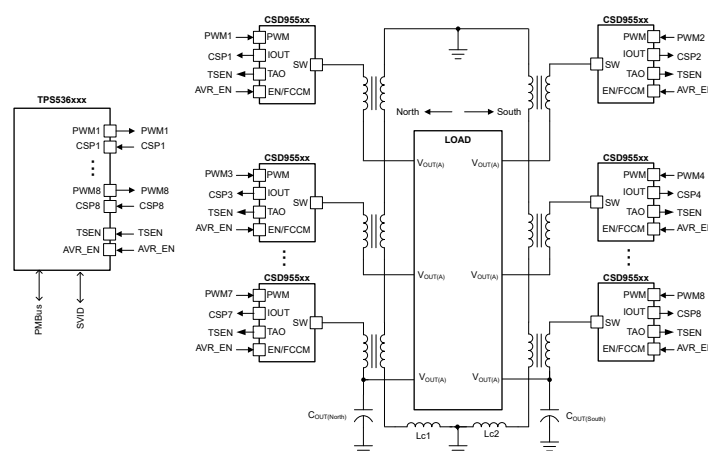 TPS536xxx
PWM1
PWM1
CSP1
CSP1
PWM8
PWM8
CSP8
CSP8
TSEN
TSEN
AVR_EN
AVR_EN
PMBus
SVID
CSD955xx
PWM1
PWM
CSP1
IOUT
TSEN
TAO
AVR_EN
EN/FCCM
SW
CSD955xx
PWM3
PWM
CSP3
IOUT
TSEN
TAO
EN/FCCM
SW
CSD955xx
PWM7
PWM
CSP7
IOUT
TSEN
TAO
AVR_EN
EN/FCCM
SW
North
South
LOAD
VOUT(A)
VOUT(A)
VOUT(A)
VOUT(A)
VOUT(A)
VOUT(A)
COUT(North)
COUT(South)
Lc1
Lc2
CSD955xx
PWM
PWM2
IOUT
CSP2
SW
TAO
TSEN
EN/FCCM
AVR_E
CSD955xx
PWM
PWM4
IOUT
CSP4
SW
TAO
TSEN
EN/FCCM
AVR_E
CSD955xx
PWM
PWM8
IOUT
CSP8
SW
TAO
TSEN
EN/FCCM
AVR_E